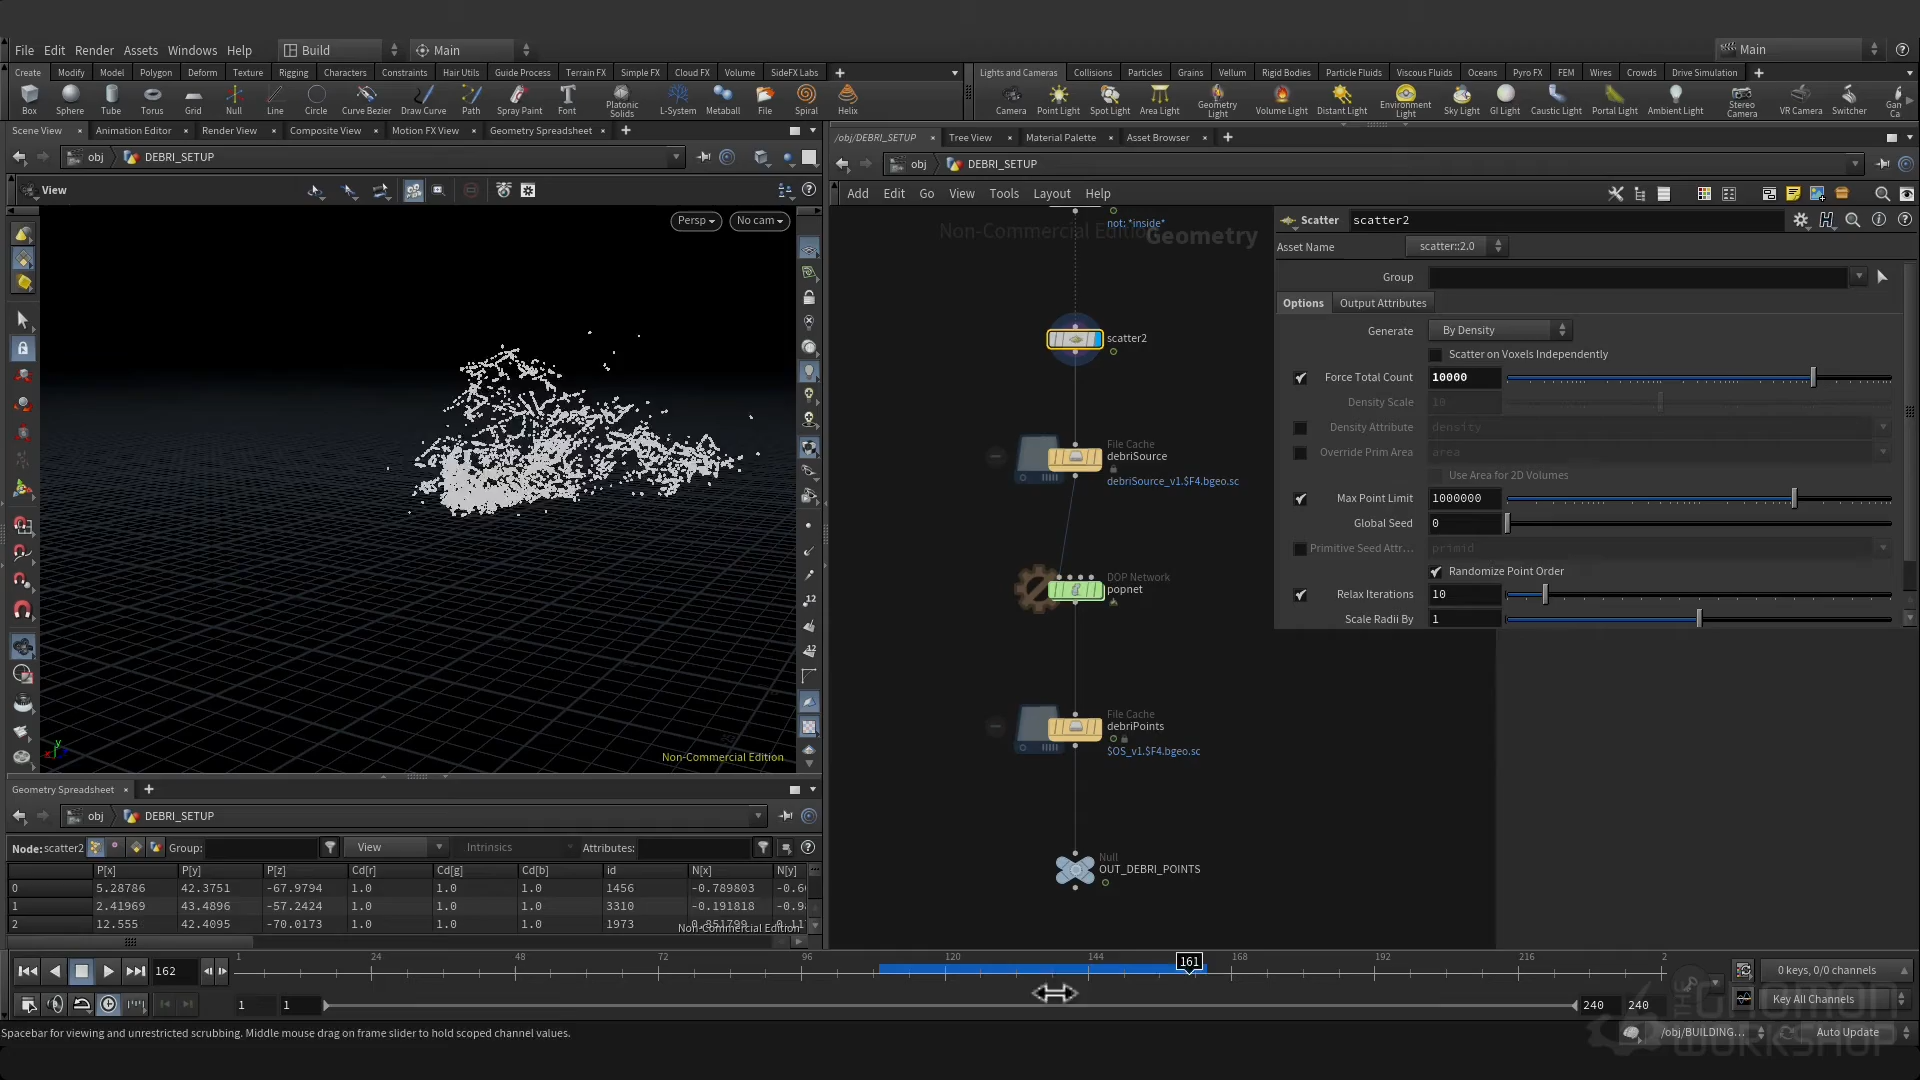 File Edit Render Assets Windows Help Build Main Main
Create Modify Model Polygon Deform Texture Rigging Characters Constraints Hair Utils Guide Process Terrain FX Simple FX Cloud FX Volume SideFX Labs
Lights and Cameras Collisions Particles Grains Vellum Rigid Bodies Particle Fluids Viscous Fluids Oceans Pyro FX FEM Wires Crowds Drive Simulation
Box Sphere Tube Torus Grid Null Line Circle Curve Bezier Draw Curve Path Spray Paint Font Platonic Solids L-System Metaball File Spiral Helix
Camera Point Light Spot Light Area Light Geometry Light Volume Light Distant Light Environment Light Sky Light GI Light Caustic Light Portal Light Ambient Light Stereo Camera VR Camera Switcher
Scene View Animation Editor Render View Composite View Motion FX View Geometry Spreadsheet
/obj/DEBRI_SETUP Tree View Material Palette Asset Browser
obj DEBRI_SETUP
obj DEBRI_SETUP
View
Add Edit Go View Tools Layout Help
Persp No cam
Non-Commercial Edition
Geometry
not: *inside*
scatter2
File Cache
debriSource
debriSource_v1.$F4.bgeo.sc
DOP Network
popnet
File Cache
debriPoints
$OS_v1.$F4.bgeo.sc
Null
OUT_DEBRI_POINTS
Scatter scatter2
Asset Name scatter::2.0
Group
Options Output Attributes
Generate By Density
Scatter on Voxels Independently
Force Total Count 10000
Density Scale 10
Density Attribute density
Override Prim Area area
Use Area for 2D Volumes
Max Point Limit 1000000
Global Seed 0
Primitive Seed Attr... primid
Randomize Point Order
Relax Iterations 10
Scale Radii By 1
12
12
y
Non-Commercial Edition
Geometry Spreadsheet
obj DEBRI_SETUP
Node: scatter2 Group: View Intrinsics Attributes:
P[x] P[y] P[z] Cd[r] Cd[g] Cd[b] id N[x] N[y]
0 5.28786 42.3751 -67.9794 1.0 1.0 1.0 1456 -0.789803
1 2.41969 43.4896 -57.2424 1.0 1.0 1.0 3310 -0.191818
2 12.555 42.4095 -70.0173 1.0 1.0 1.0 1973
Non-Commercial Edition
162 1 24 48 72 96 120 144 161 168 192 216 2
0 keys, 0/0 channels
1 1 240 240
Key All Channels
Spacebar for viewing and unrestricted scrubbing. Middle mouse drag on frame slider to hold scoped channel values.
/obj/BUILDING... Auto Update
THE GNOMON WORKSHOP